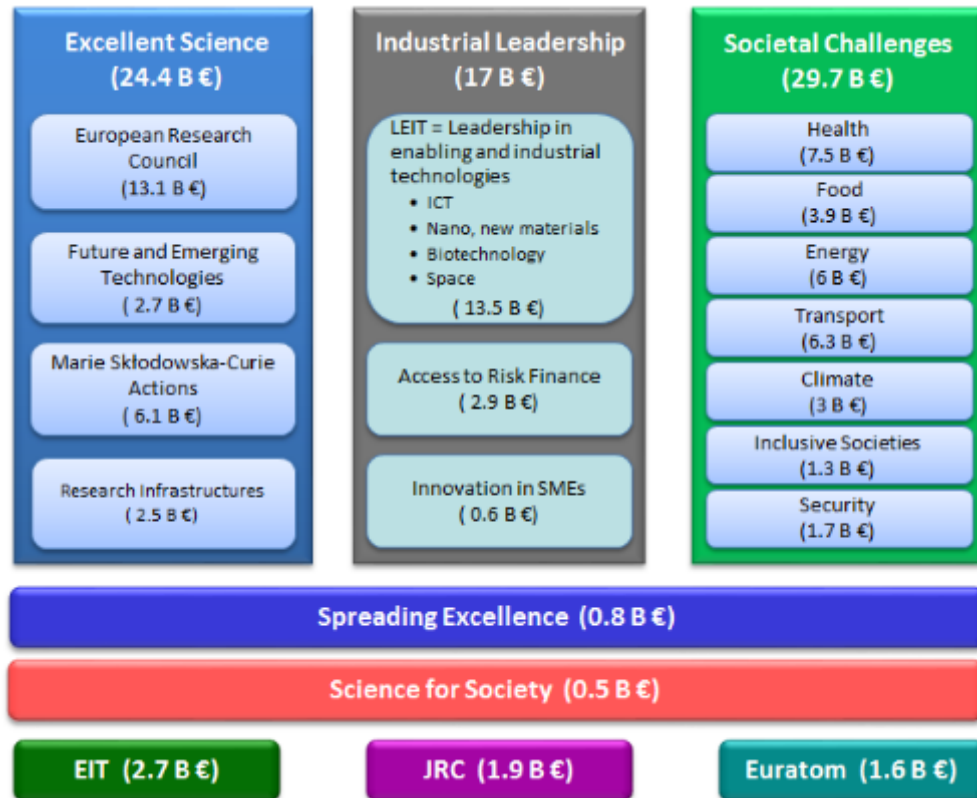 Excellent Science
(24.4 B €)
European Research
Council
(13.1 B €)
Future and Emerging
Technologies
( 2.7 B €)
Marie Skłodowska-Curie
Actions
( 6.1 B €)
Research Infrastructures
( 2.5 B €)
Industrial Leadership
(17 B €)
LEIT = Leadership in
enabling and industrial
technologies
• ICT
• Nano, new materials
• Biotechnology
• Space
( 13.5 B €)
Access to Risk Finance
( 2.9 B €)
Innovation in SMEs
( 0.6 B €)
Societal Challenges
(29.7 B €)
Health
(7.5 B €)
Food
(3.9 B €)
Energy
(6 B €)
Transport
(6.3 B €)
Climate
(3 B €)
Inclusive Societies
(1.3 B €)
Security
(1.7 B €)
Spreading Excellence (0.8 B €)
Science for Society (0.5 B €)
EIT (2.7 B €)
JRC (1.9 B €)
Euratom (1.6 B €)